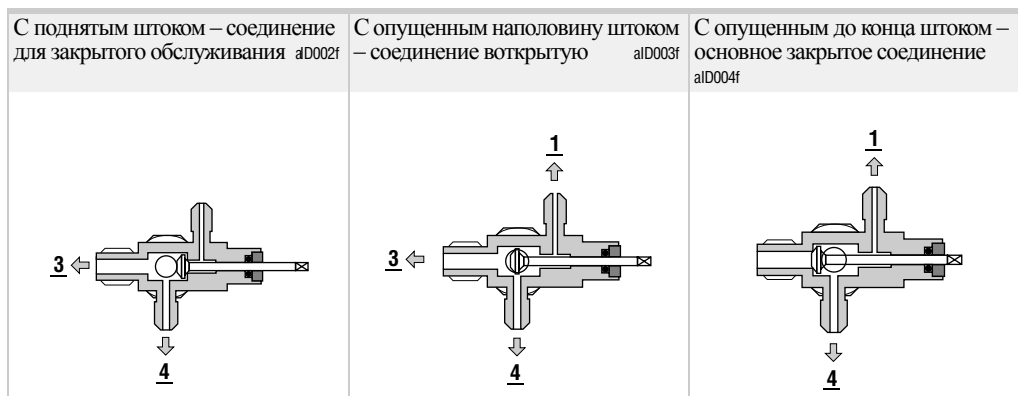 С поднятым штоком – соединение
для закрытого обслуживания aID002f
С опущенным наполовину штоком
– соединение воткрытую aID003f
С опущенным до конца штоком –
основное закрытое соединение
aID004f
3
4
1
3
4
1
4